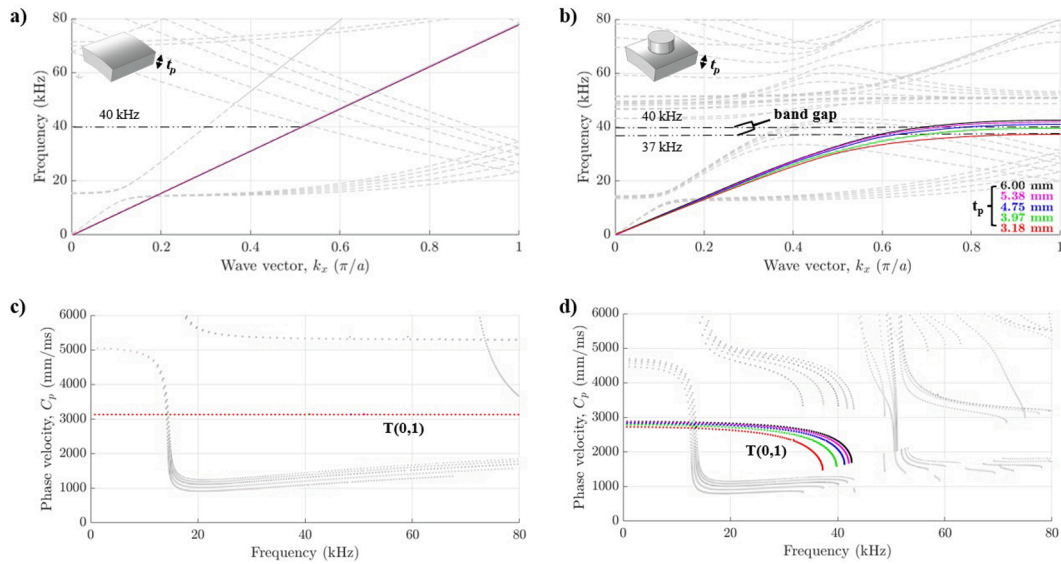 a)
80
60
40
20
0
Frequency (kHz)
t_p
40 kHz
0 0.2 0.4 0.6 0.8 1
Wave vector, k_x (π/a)
b)
80
60
40
20
0
Frequency (kHz)
t_p
40 kHz
band gap
37 kHz
6.00 mm
5.38 mm
t_p 4.75 mm
3.97 mm
3.18 mm
0 0.2 0.4 0.6 0.8 1
Wave vector, k_x (π/a)
c)
6000
5000
4000
3000
2000
1000
0
Phase velocity, C_p (mm/ms)
T(0,1)
0 20 40 60 80
Frequency (kHz)
d)
6000
5000
4000
3000
2000
1000
0
Phase velocity, C_p (mm/ms)
T(0,1)
0 20 40 60 80
Frequency (kHz)